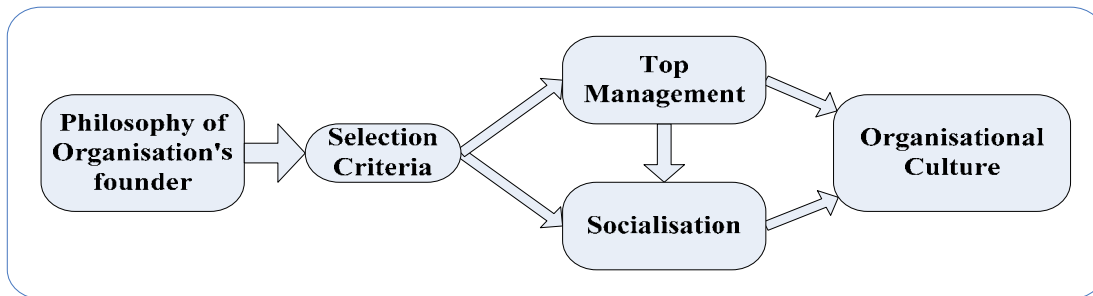 Philosophy of
Organisation's
founder
Selection
Criteria
Top
Management
Socialisation
Organisational
Culture